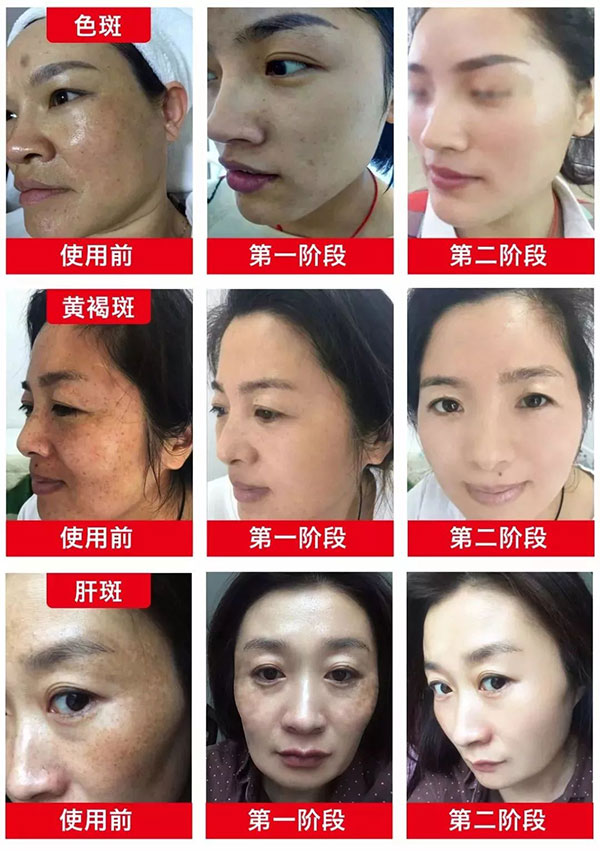 色斑
使用前
第一阶段
第二阶段
黄褐斑
使用前
第一阶段
第二阶段
肝斑
使用前
第一阶段
第二阶段